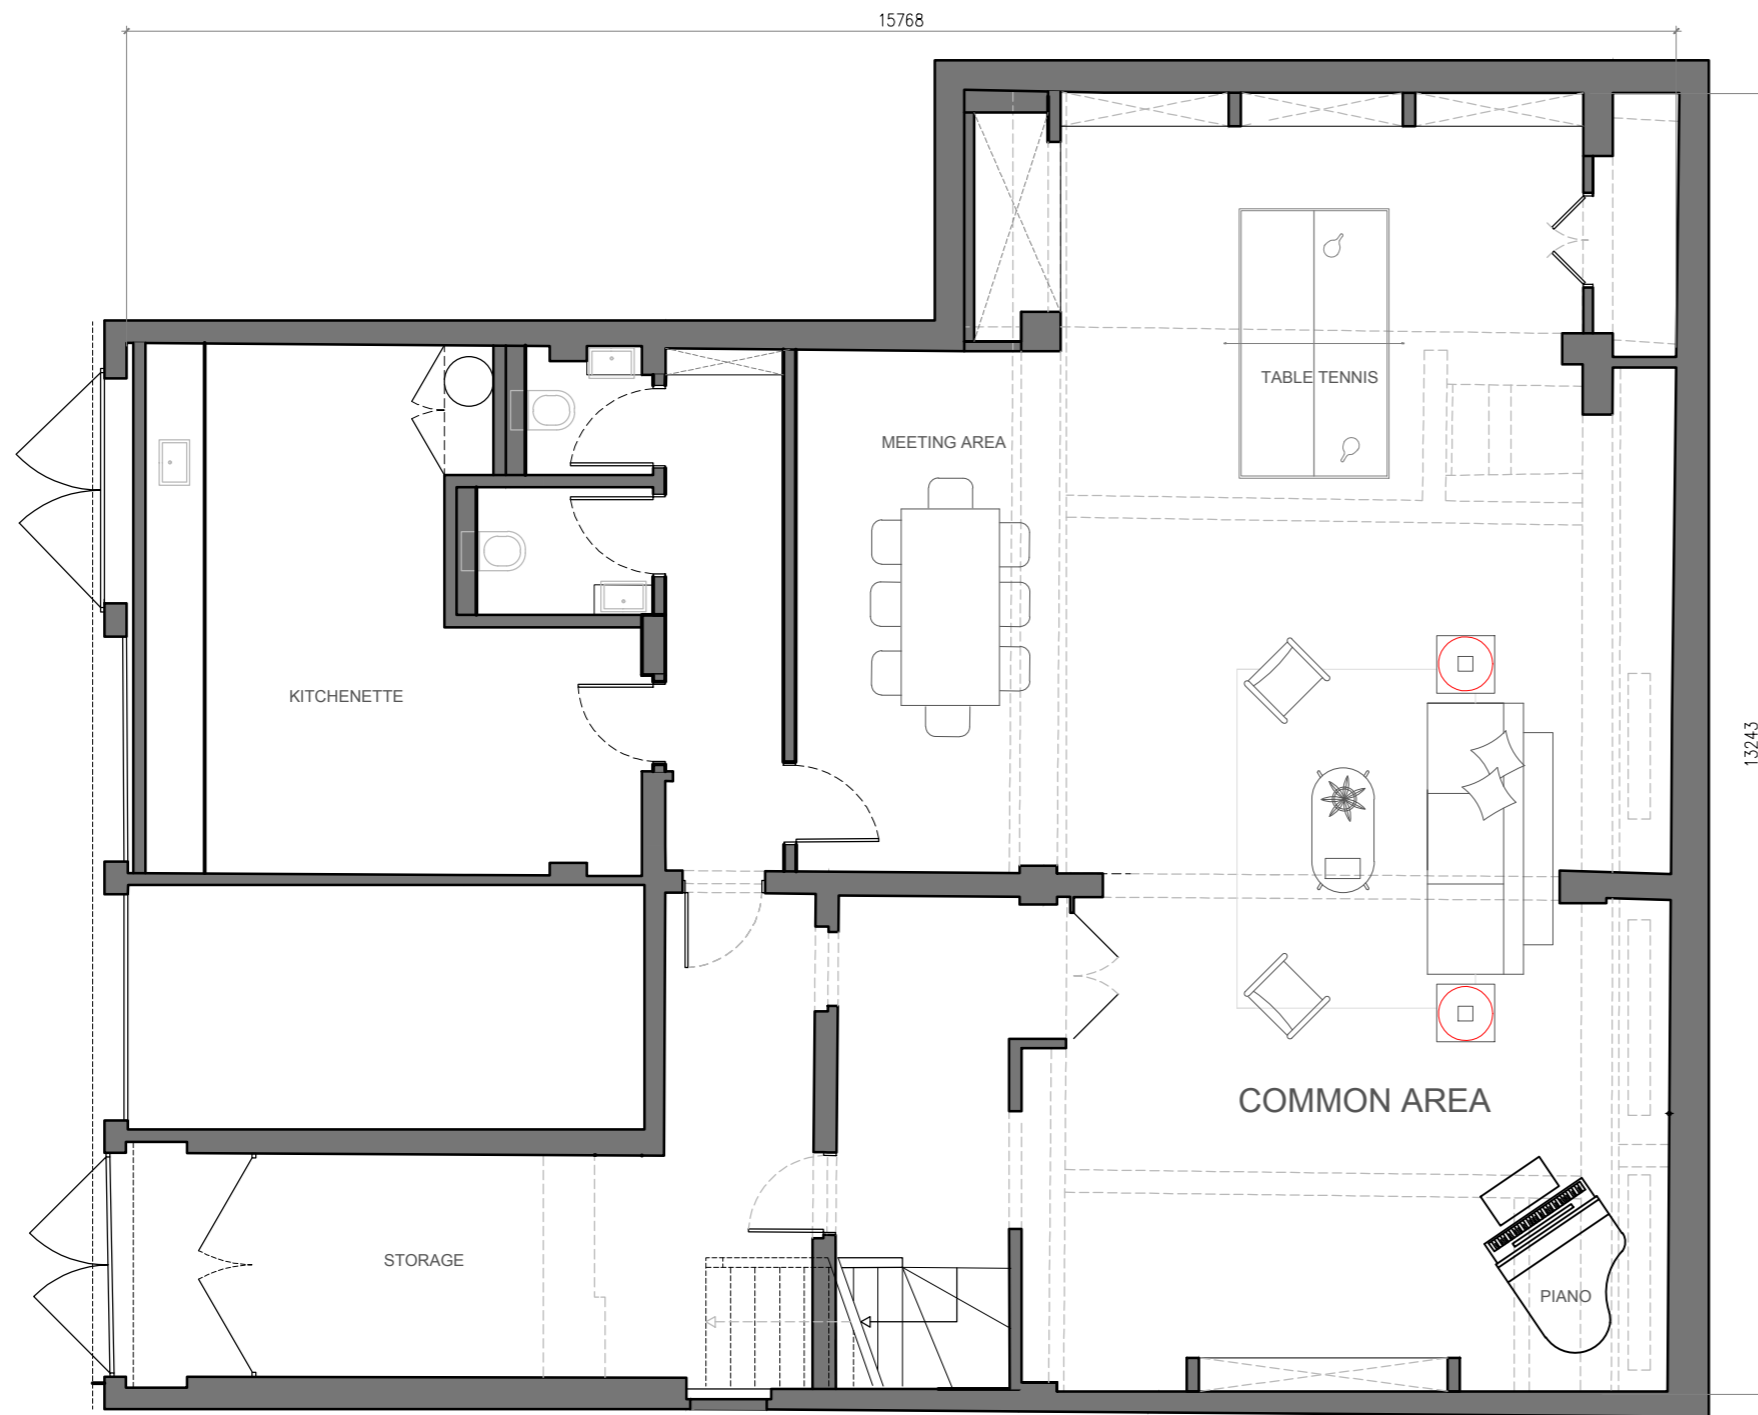 15768
TABLE TENNIS
MEETING AREA
KITCHENETTE
13243
COMMON AREA
STORAGE
PIANO